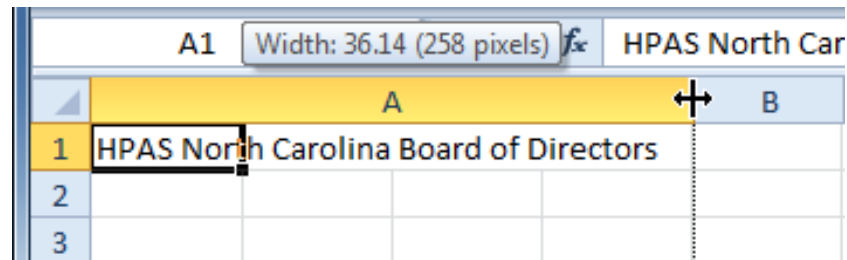 A1 Width: 36.14 (258 pixels) fx HPAS North Car
A B
1 HPAS North Carolina Board of Directors
2
3